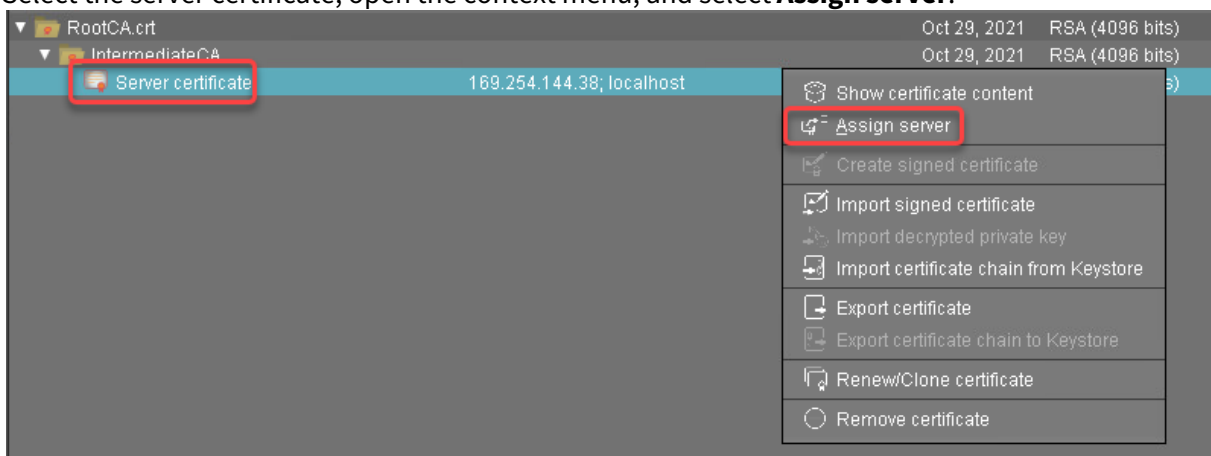 Select the server certificate, open the context menu, and select Assign server.
RootCA.crt Oct 29, 2021 RSA (4096 bits)
IntermediateCA Oct 29, 2021 RSA (4096 bits)
Server certificate 169.254.144.38; localhost s)
Show certificate content
Assign server
Create signed certificate
Import signed certificate
Import decrypted private key
Import certificate chain from Keystore
Export certificate
Export certificate chain to Keystore
Renew/Clone certificate
Remove certificate